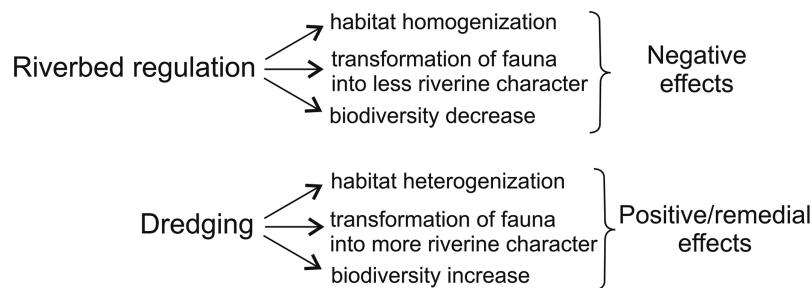 Riverbed regulation
habitat homogenization
transformation of fauna
into less riverine character
biodiversity decrease
Negative
effects
Dredging
habitat heterogenization
transformation of fauna
into more riverine character
biodiversity increase
Positive/remedial
effects